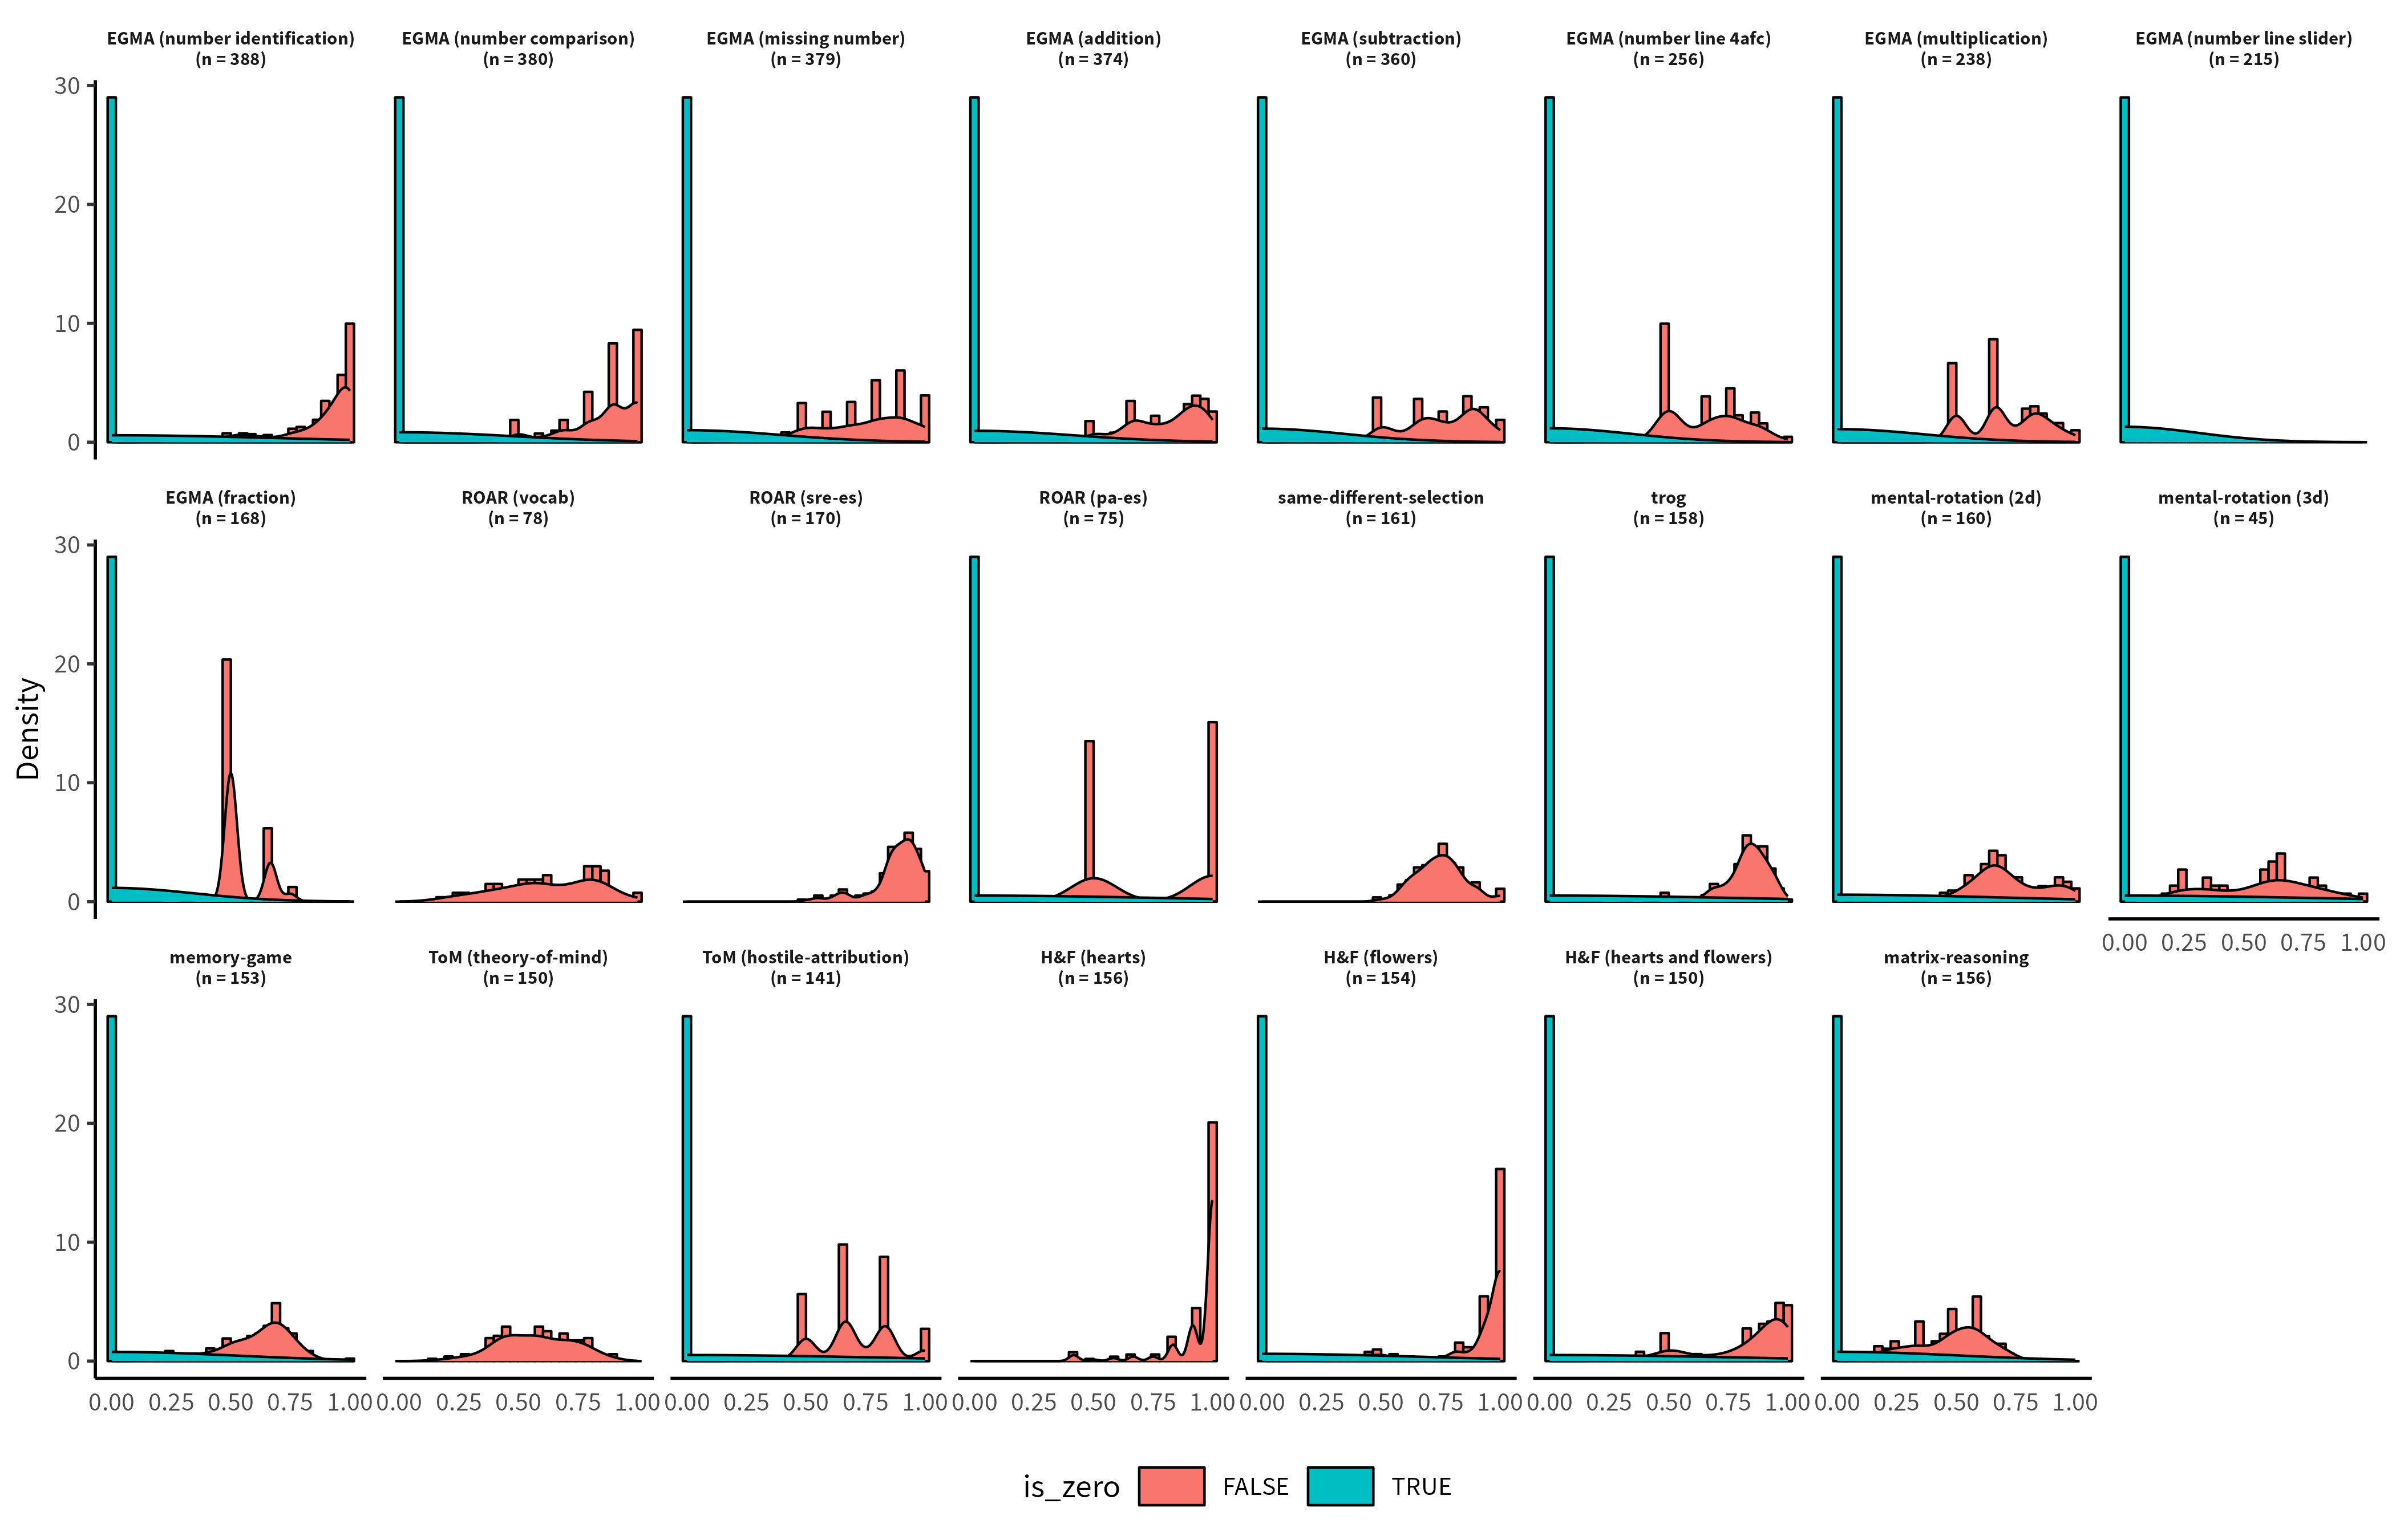 EGMA (number identification)
(n = 388)
EGMA (number comparison)
(n = 380)
EGMA (missing number)
(n = 379)
EGMA (addition)
(n = 374)
EGMA (subtraction)
(n = 360)
EGMA (number line 4afc)
(n = 256)
EGMA (multiplication)
(n = 238)
EGMA (number line slider)
(n = 215)
30
20
10
0
EGMA (fraction)
(n = 168)
ROAR (vocab)
(n = 78)
ROAR (sre-es)
(n = 170)
ROAR (pa-es)
(n = 75)
same-different-selection
(n = 161)
trog
(n = 158)
mental-rotation (2d)
(n = 160)
mental-rotation (3d)
(n = 45)
30
20
10
0
Density
0.00 0.25 0.50 0.75 1.00
memory-game
(n = 153)
ToM (theory-of-mind)
(n = 150)
ToM (hostile-attribution)
(n = 141)
H&F (hearts)
(n = 156)
H&F (flowers)
(n = 154)
H&F (hearts and flowers)
(n = 150)
matrix-reasoning
(n = 156)
30
20
10
0
0.00 0.25 0.50 0.75 1.00 0.00 0.25 0.50 0.75 1.00 0.00 0.25 0.50 0.75 1.00 0.00 0.25 0.50 0.75 1.00 0.00 0.25 0.50 0.75 1.00 0.00 0.25 0.50 0.75 1.00 0.00 0.25 0.50 0.75 1.00
is_zero FALSE TRUE